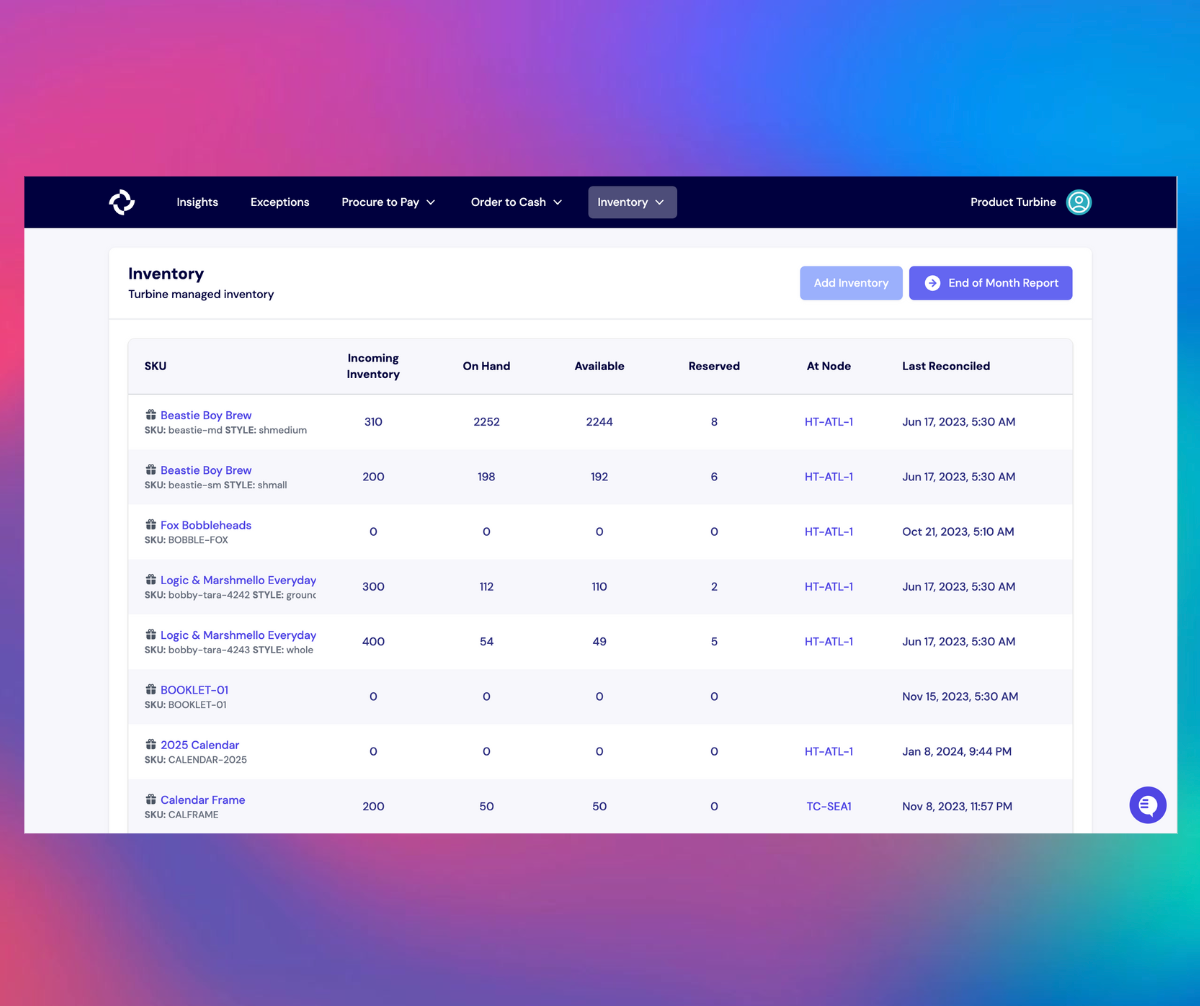 Insights Exceptions Procure to Pay Order to Cash Inventory Product Turbine
Inventory
Turbine managed inventory
Add Inventory End of Month Report
SKU Incoming Inventory On Hand Available Reserved At Node Last Reconciled
Beastie Boy Brew
SKU: beastie-md STYLE: shmedium
310 2252 2244 8 HT-ATL-1 Jun 17, 2023, 5:30 AM
Beastie Boy Brew
SKU: beastie-sm STYLE: shmall
200 198 192 6 HT-ATL-1 Jun 17, 2023, 5:30 AM
Fox Bobbleheads
SKU: BOBBLE-FOX
0 0 0 0 HT-ATL-1 Oct 21, 2023, 5:10 AM
Logic & Marshmello Everyday
SKU: bobby-tara-4242 STYLE: ground
300 112 110 2 HT-ATL-1 Jun 17, 2023, 5:30 AM
Logic & Marshmello Everyday
SKU: bobby-tara-4243 STYLE: whole
400 54 49 5 HT-ATL-1 Jun 17, 2023, 5:30 AM
BOOKLET-01
SKU: BOOKLET-01
0 0 0 0 Nov 15, 2023, 5:30 AM
2025 Calendar
SKU: CALENDAR-2025
0 0 0 0 HT-ATL-1 Jan 8, 2024, 9:44 PM
Calendar Frame
SKU: CALFRAME
200 50 50 0 TC-SEA1 Nov 8, 2023, 11:57 PM